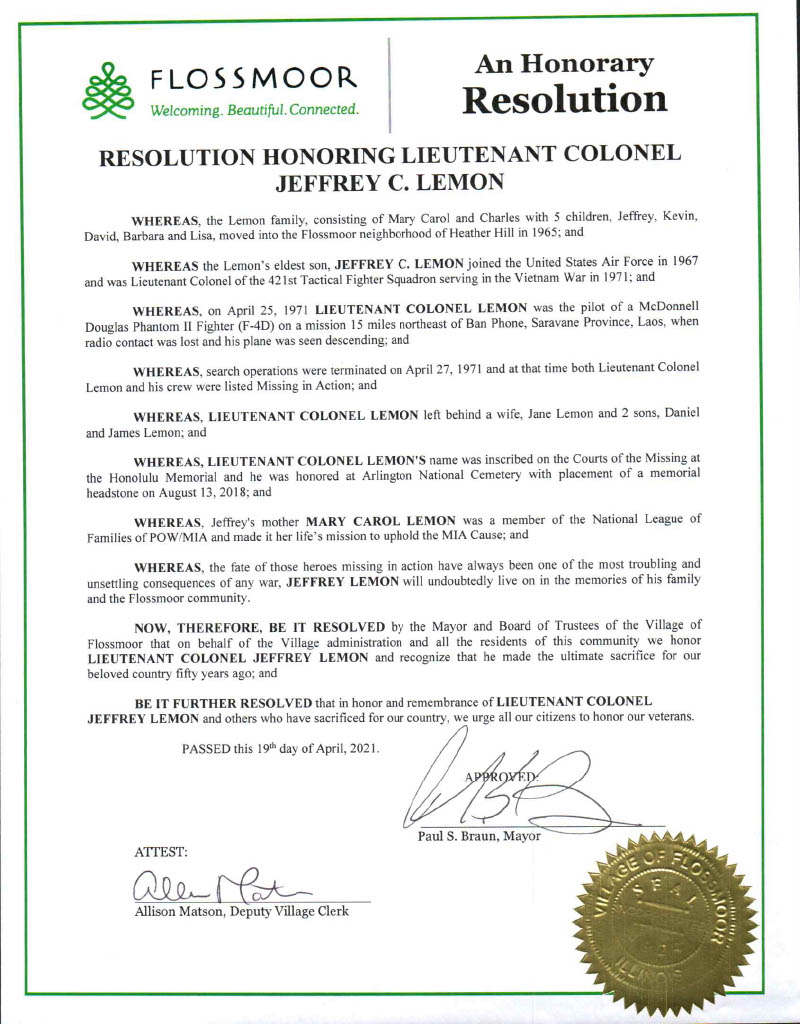 FLOSSMOOR
Welcoming. Beautiful. Connected.
An Honorary
Resolution
RESOLUTION HONORING LIEUTENANT COLONEL
JEFFREY C. LEMON
WHEREAS, the Lemon family, consisting of Mary Carol and Charles with 5 children, Jeffrey, Kevin,
David, Barbara and Lisa, moved into the Flossmoor neighborhood of Heather Hill in 1965; and
WHEREAS the Lemon's eldest son, JEFFREY C. LEMON joined the United States Air Force in 1967
and was Lieutenant Colonel of the 421st Tactical Fighter Squadron serving in the Vietnam War in 1971; and
WHEREAS, on April 25, 1971 LIEUTENANT COLONEL LEMON was the pilot of a McDonnell
Douglas Phantom II Fighter (F-4D) on a mission 15 miles northeast of Ban Phone, Saravane Province, Laos, when
radio contact was lost and his plane was seen descending; and
WHEREAS, search operations were terminated on April 27, 1971 and at that time both Lieutenant Colonel
Lemon and his crew were listed Missing in Action; and
WHEREAS, LIEUTENANT COLONEL LEMON left behind a wife, Jane Lemon and 2 sons, Daniel
and James Lemon; and
WHEREAS, LIEUTENANT COLONEL LEMON'S name was inscribed on the Courts of the Missing at
the Honolulu Memorial and he was honored at Arlington National Cemetery with placement of a memorial
headstone on August 13, 2018; and
WHEREAS, Jeffrey's mother MARY CAROL LEMON was a member of the National League of
Families of POW/MIA and made it her life's mission to uphold the MIA Cause; and
WHEREAS, the fate of those heroes missing in action have always been one of the most troubling and
unsettling consequences of any war, JEFFREY LEMON will undoubtedly live on in the memories of his family
and the Flossmoor community.
NOW, THEREFORE, BE IT RESOLVED by the Mayor and Board of Trustees of the Village of
Flossmoor that on behalf of the Village administration and all the residents of this community we honor
LIEUTENANT COLONEL JEFFREY LEMON and recognize that he made the ultimate sacrifice for our
beloved country fifty years ago; and
BE IT FURTHER RESOLVED that in honor and remembrance of LIEUTENANT COLONEL
JEFFREY LEMON and others who have sacrificed for our country, we urge all our citizens to honor our veterans.
PASSED this 19th day of April, 2021.
APPROVED:
Paul S. Braun, Mayor
ATTEST:
Allison Matson, Deputy Village Clerk
VILLAGE OF FLOSSMOOR
SEAL
ILLINOIS